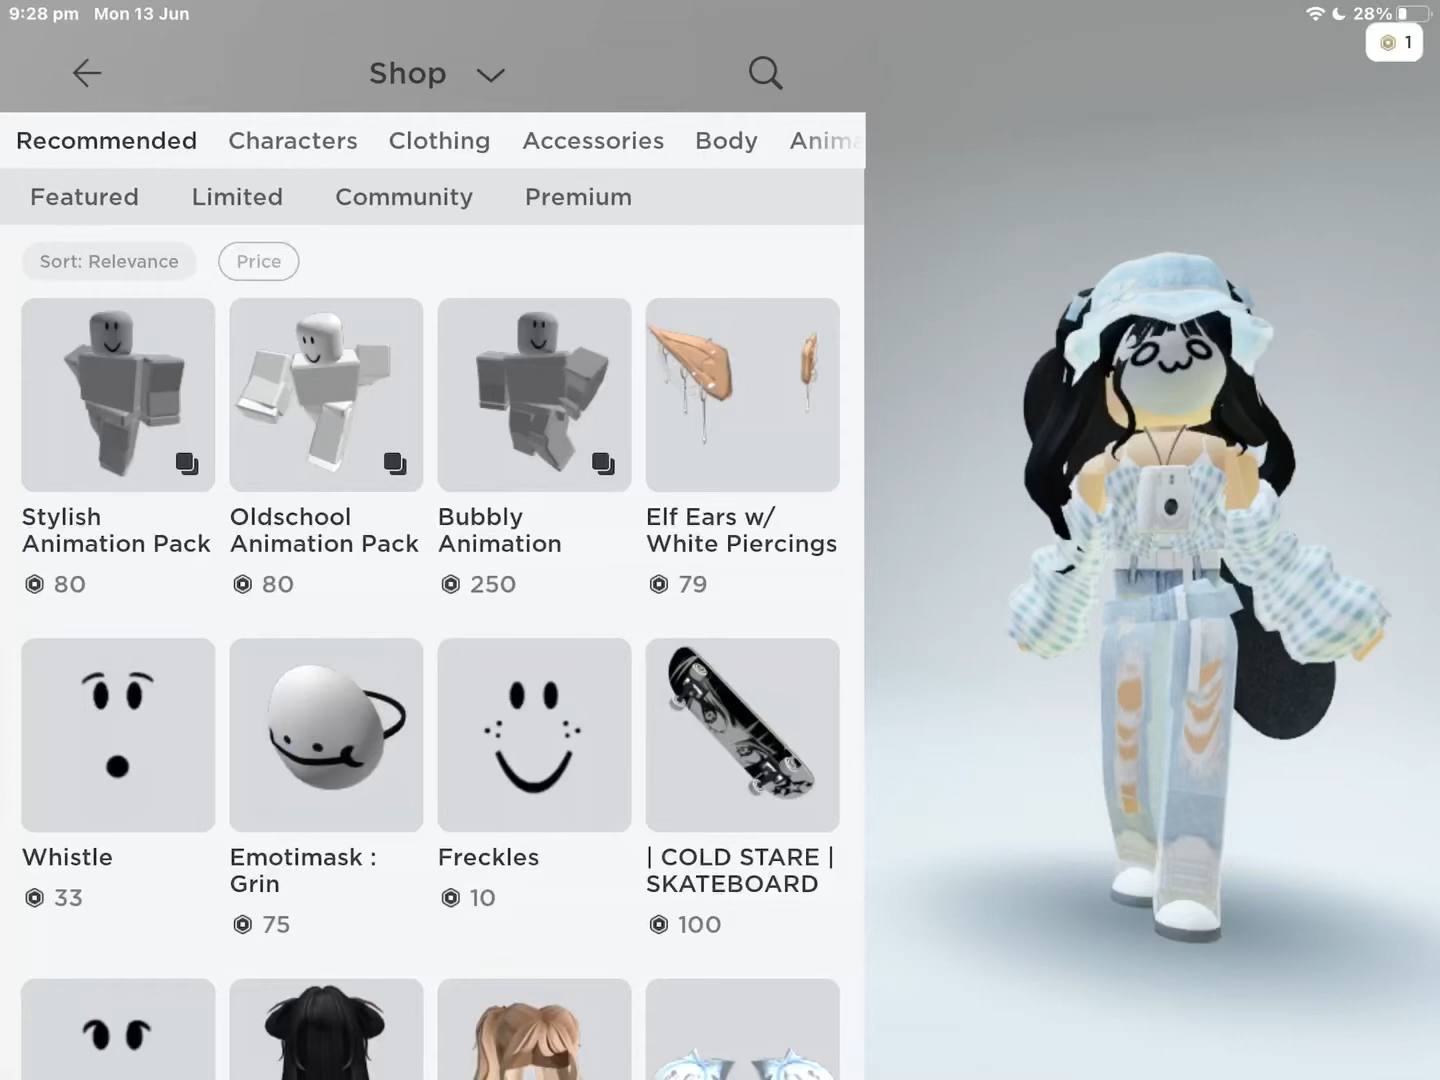 9:28 pm Mon 13 Jun
28%
1
Shop
Recommended Characters Clothing Accessories Body Anima
Featured Limited Community Premium
Sort: Relevance Price
Stylish
Animation Pack
80
Oldschool
Animation Pack
80
Bubbly
Animation
250
Elf Ears w/
White Piercings
79
Whistle
33
Emotimask :
Grin
75
Freckles
10
| COLD STARE |
SKATEBOARD
100